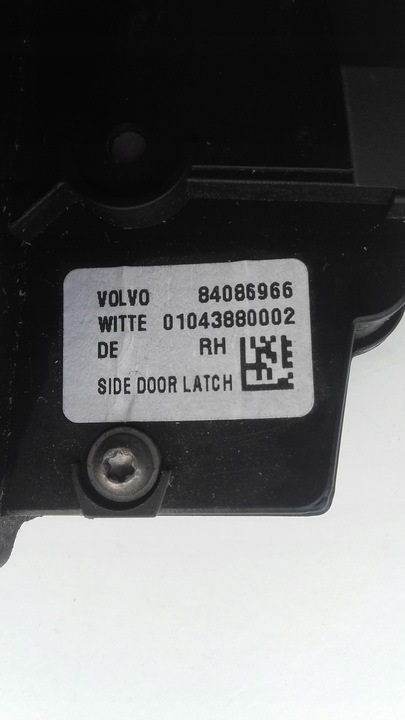 VOLVO 84086966
WITTE 01043880002
DE RH
SIDE DOOR LATCH